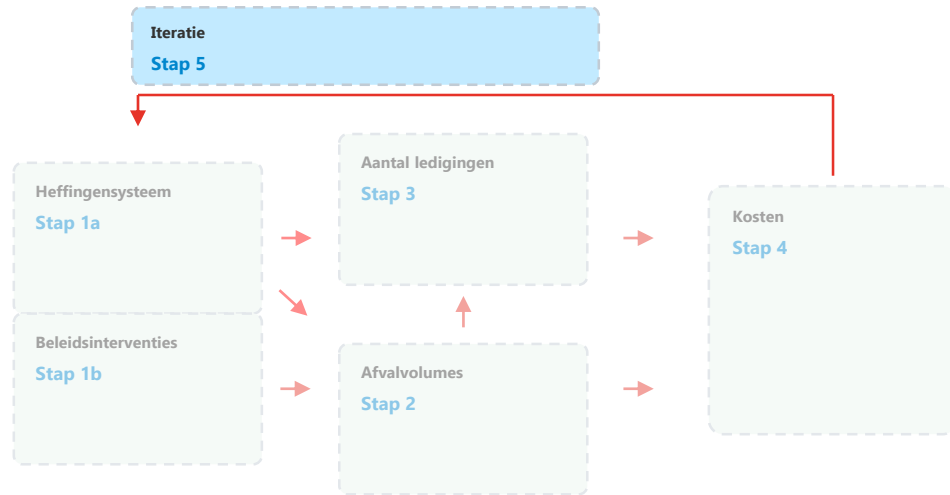 Iteratie
Stap 5
Heffingensysteem
Stap 1a
Beleidsinterventies
Stap 1b
Aantal ledigingen
Stap 3
Afvalvolumes
Stap 2
Kosten
Stap 4